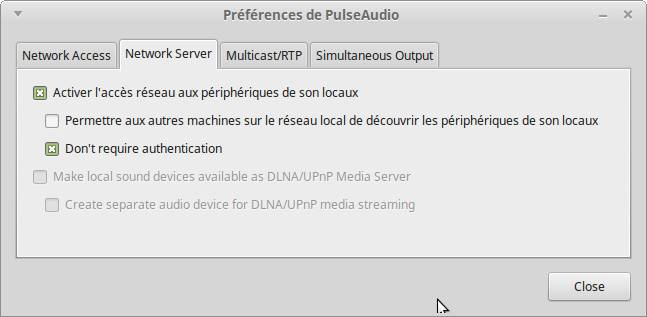 Préférences de PulseAudio
Network Access
Network Server
Multicast/RTP
Simultaneous Output
Activer l'accès réseau aux périphériques de son locaux
Permettre aux autres machines sur le réseau local de découvrir les périphériques de son locaux
Don't require authentication
Make local sound devices available as DLNA/UPnP Media Server
Create separate audio device for DLNA/UPnP media streaming
Close